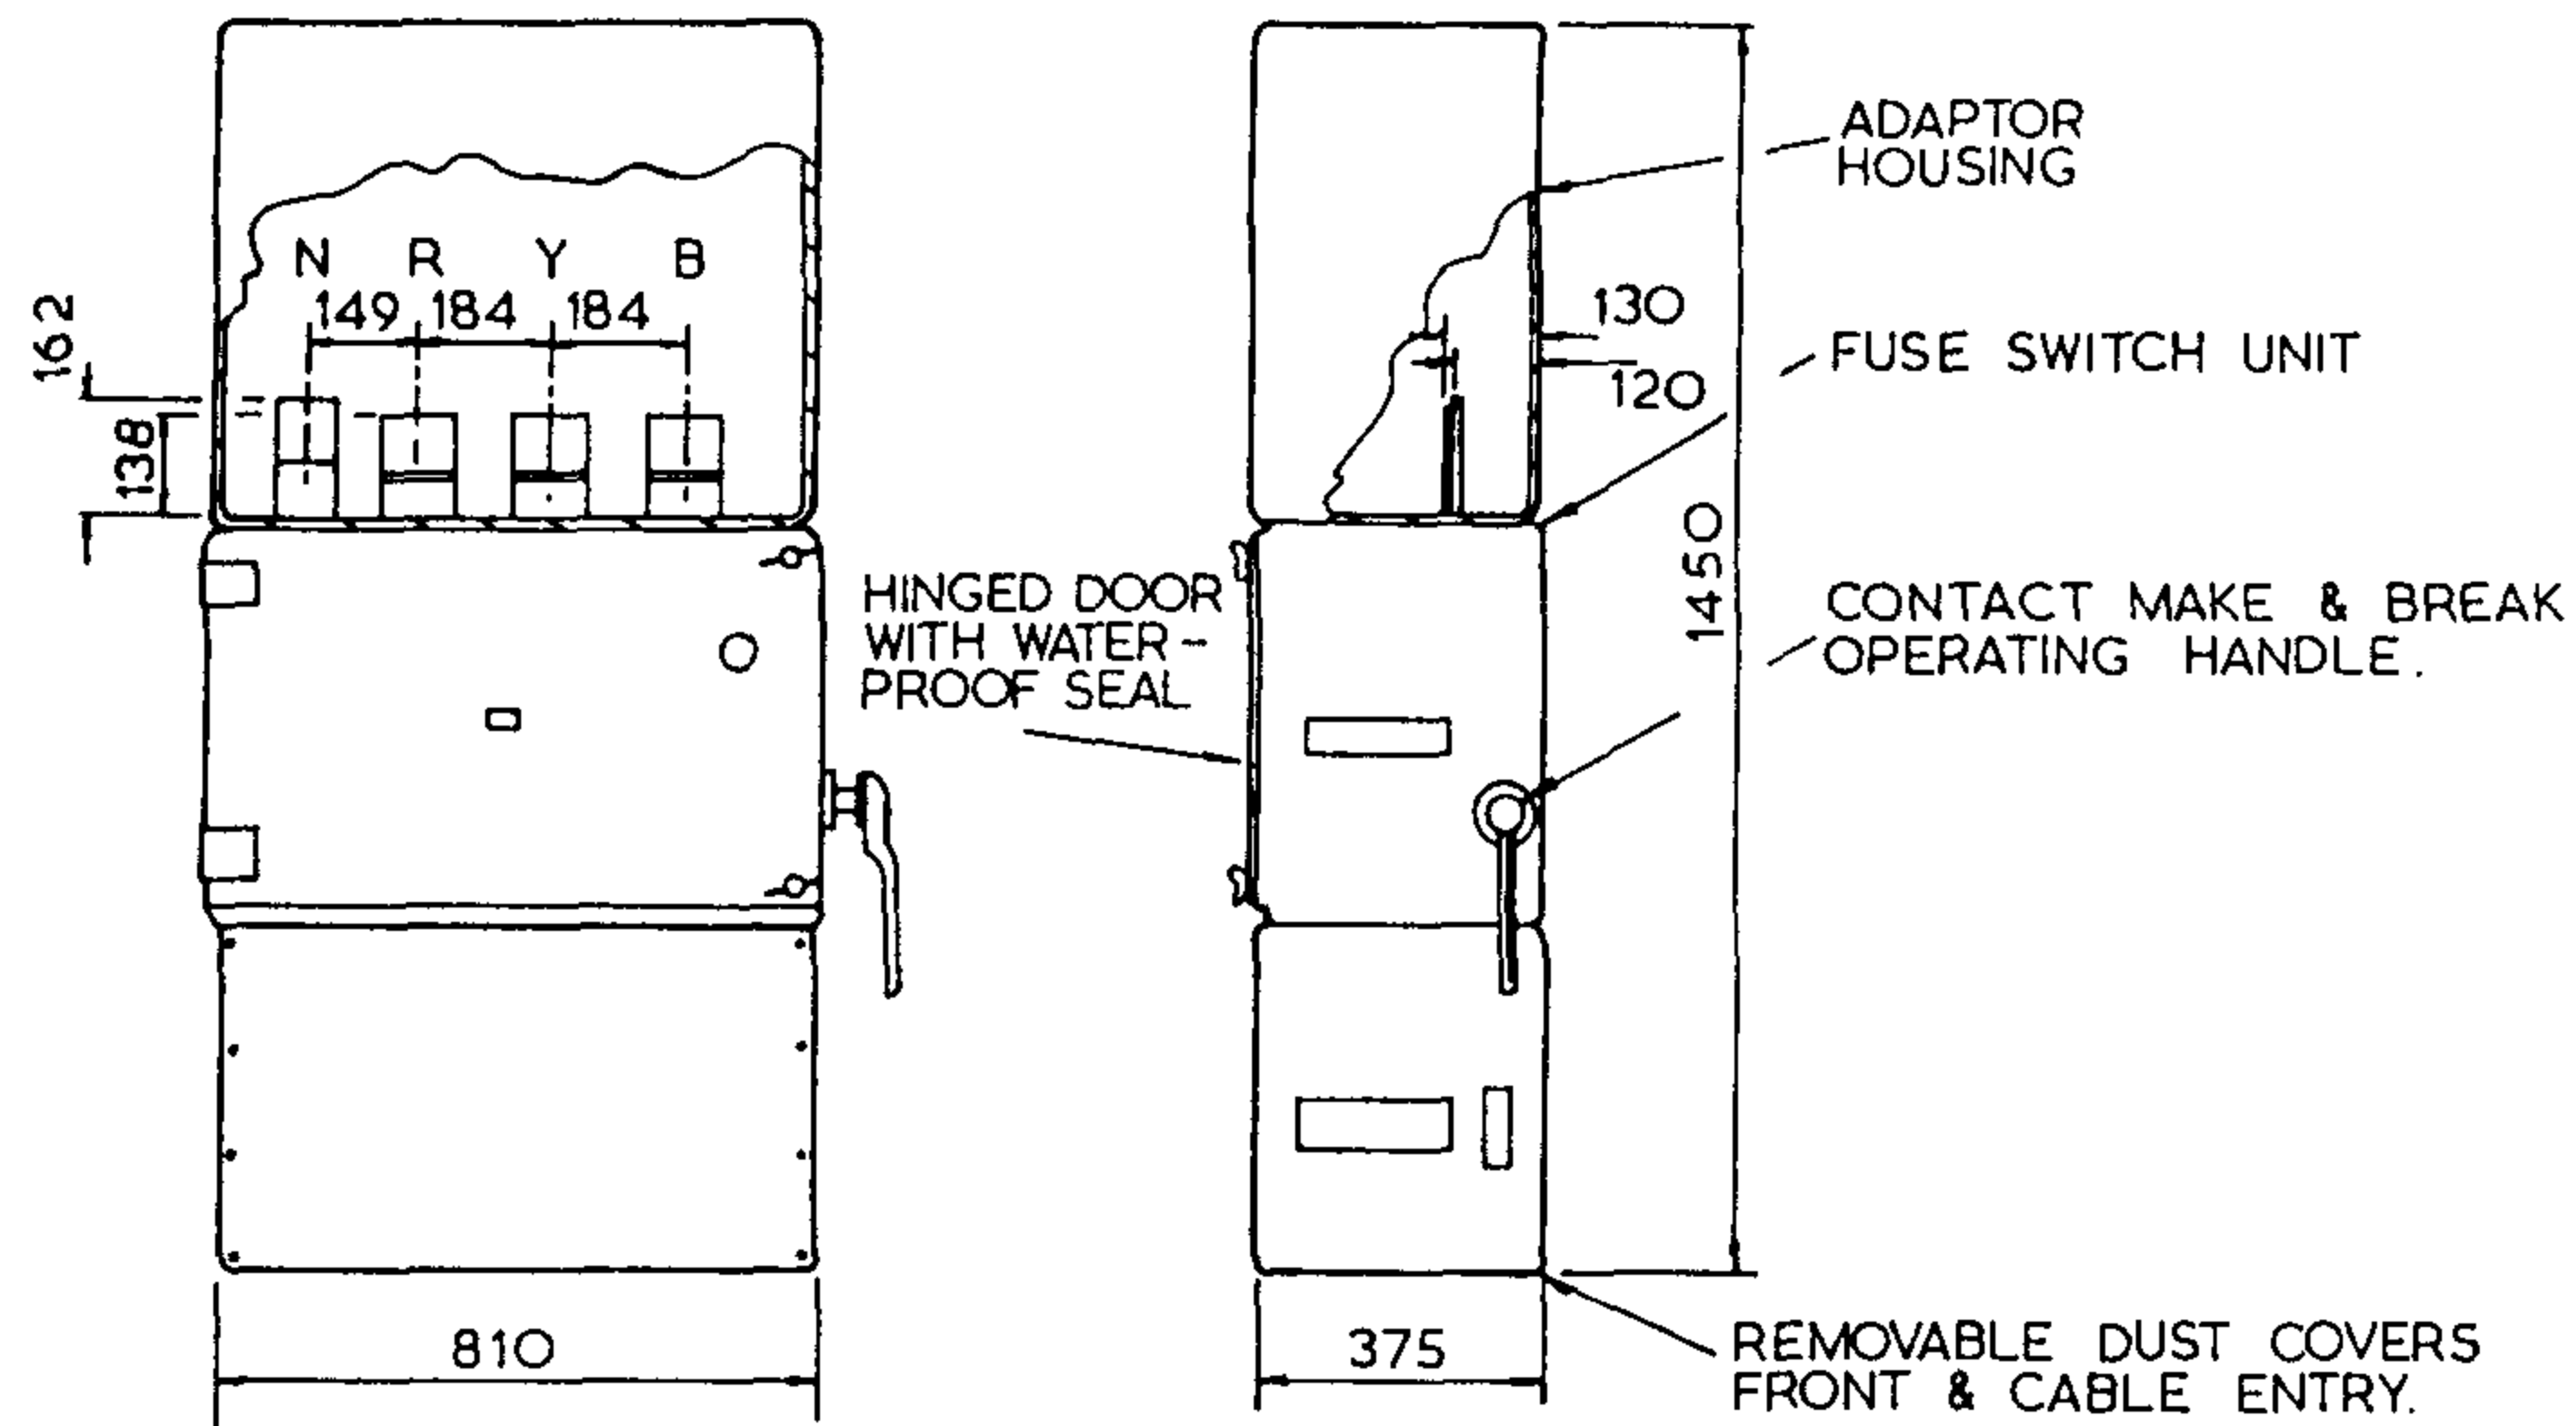 ADAPTOR
HOUSING
N R Y B
149 184 184
162
138
130
120
FUSE SWITCH UNIT
HINGED DOOR
WITH WATER-
PROOF SEAL
1450
CONTACT MAKE & BREAK
OPERATING HANDLE.
810
375
REMOVABLE DUST COVERS
FRONT & CABLE ENTRY.